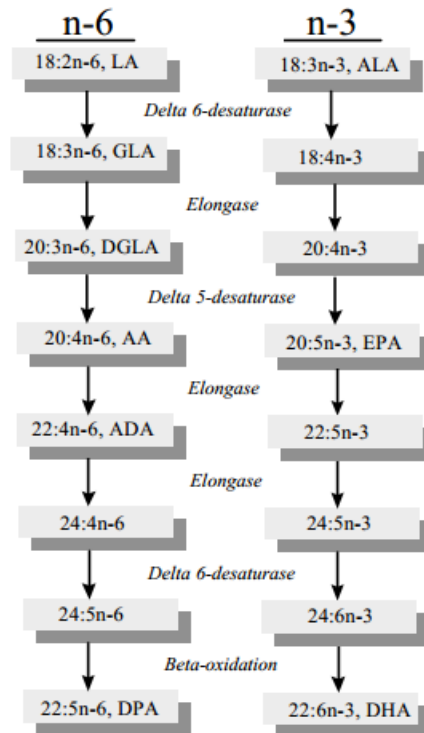 n-6 n-3
18:2n-6, LA 18:3n-3, ALA
Delta 6-desaturase
18:3n-6, GLA 18:4n-3
Elongase
20:3n-6, DGLA 20:4n-3
Delta 5-desaturase
20:4n-6, AA 20:5n-3, EPA
Elongase
22:4n-6, ADA 22:5n-3
Elongase
24:4n-6 24:5n-3
Delta 6-desaturase
24:5n-6 24:6n-3
Beta-oxidation
22:5n-6, DPA 22:6n-3, DHA